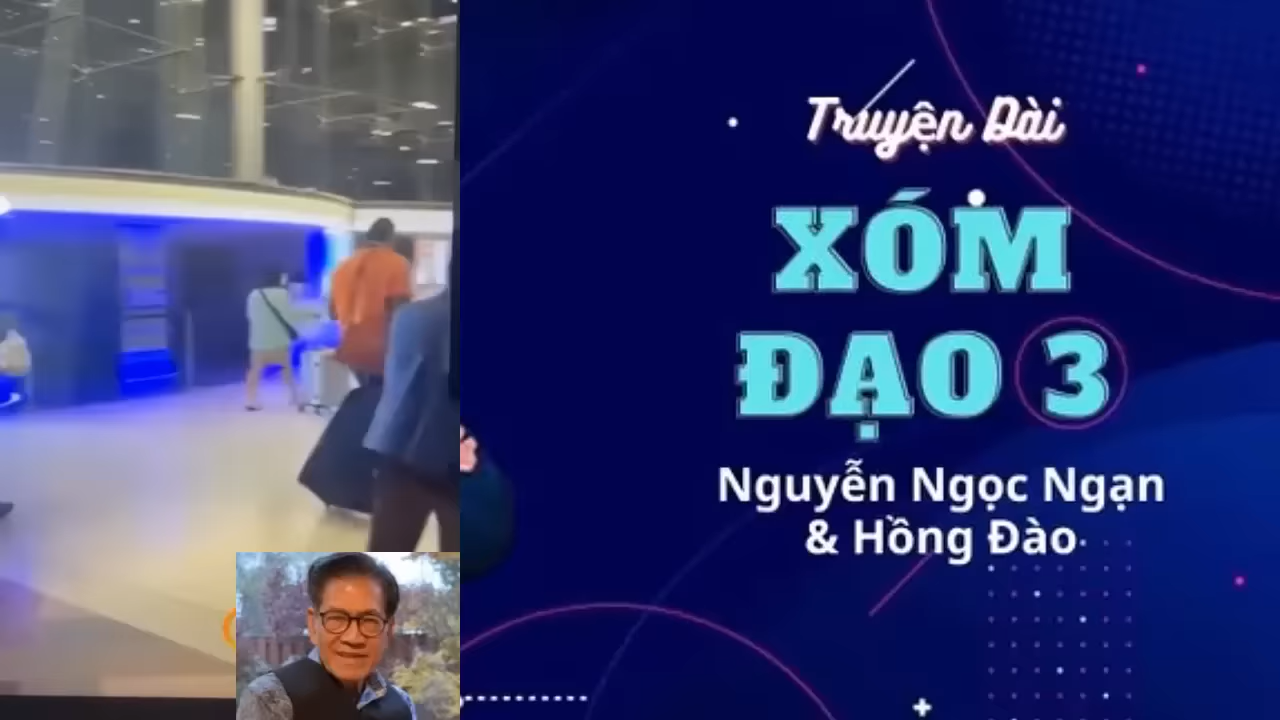 Truyện Dài
XÓM
ĐẠO 3
Nguyễn Ngọc Ngạn
& Hồng Đào